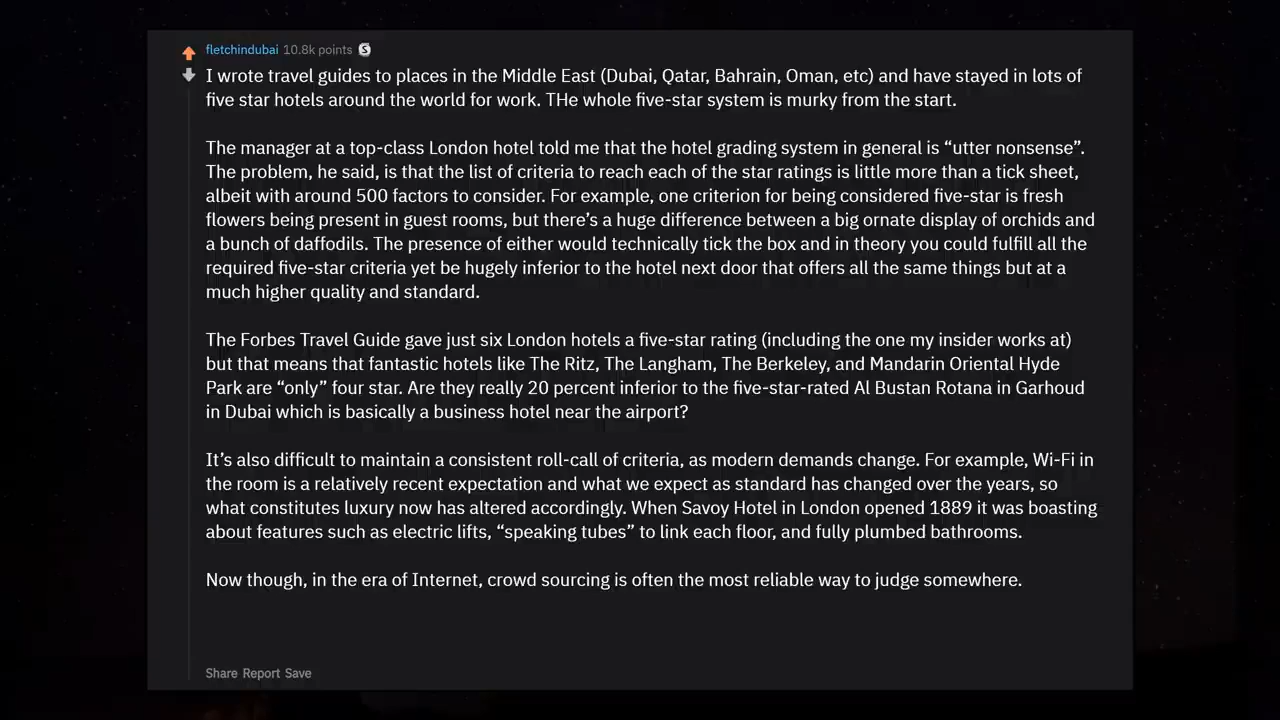 fletchindubai 10.8k points S
I wrote travel guides to places in the Middle East (Dubai, Qatar, Bahrain, Oman, etc) and have stayed in lots of
five star hotels around the world for work. THe whole five-star system is murky from the start.
The manager at a top-class London hotel told me that the hotel grading system in general is “utter nonsense”.
The problem, he said, is that the list of criteria to reach each of the star ratings is little more than a tick sheet,
albeit with around 500 factors to consider. For example, one criterion for being considered five-star is fresh
flowers being present in guest rooms, but there’s a huge difference between a big ornate display of orchids and
a bunch of daffodils. The presence of either would technically tick the box and in theory you could fulfill all the
required five-star criteria yet be hugely inferior to the hotel next door that offers all the same things but at a
much higher quality and standard.
The Forbes Travel Guide gave just six London hotels a five-star rating (including the one my insider works at)
but that means that fantastic hotels like The Ritz, The Langham, The Berkeley, and Mandarin Oriental Hyde
Park are “only” four star. Are they really 20 percent inferior to the five-star-rated Al Bustan Rotana in Garhoud
in Dubai which is basically a business hotel near the airport?
It’s also difficult to maintain a consistent roll-call of criteria, as modern demands change. For example, Wi-Fi in
the room is a relatively recent expectation and what we expect as standard has changed over the years, so
what constitutes luxury now has altered accordingly. When Savoy Hotel in London opened 1889 it was boasting
about features such as electric lifts, “speaking tubes” to link each floor, and fully plumbed bathrooms.
Now though, in the era of Internet, crowd sourcing is often the most reliable way to judge somewhere.
Share Report Save